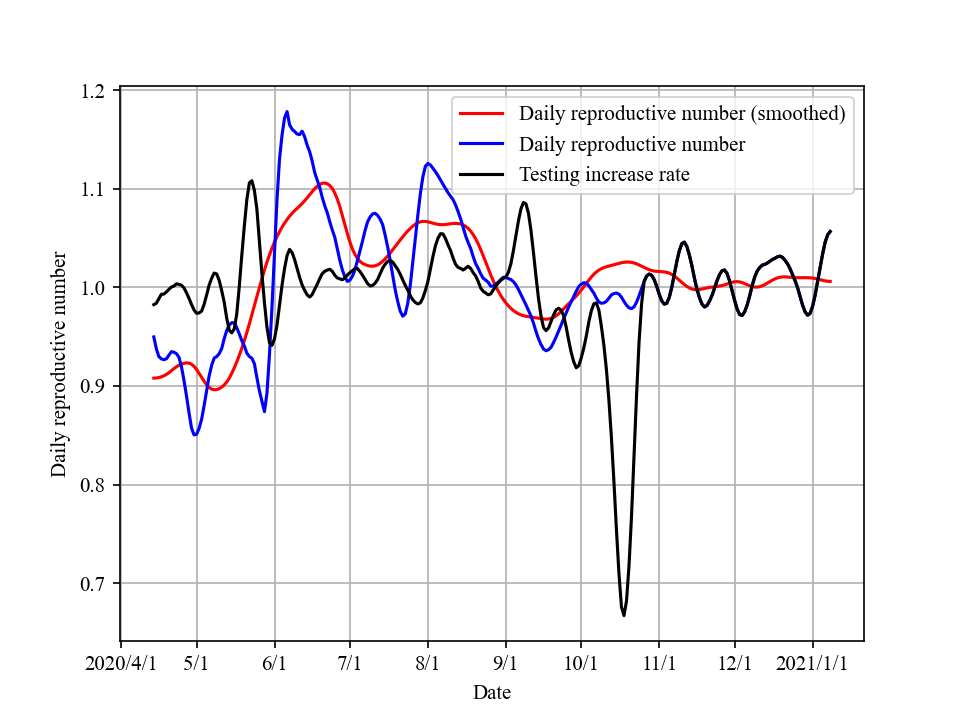 Daily reproductive number (smoothed)
Daily reproductive number
Testing increase rate
Daily reproductive number
1.2
1.1
1.0
0.9
0.8
0.7
2020/4/1 5/1 6/1 7/1 8/1 9/1 10/1 11/1 12/1 2021/1/1
Date